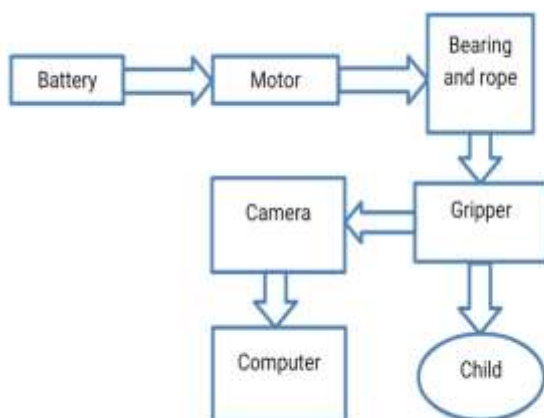 Battery
Motor
Bearing
and rope
Camera
Gripper
Computer
Child